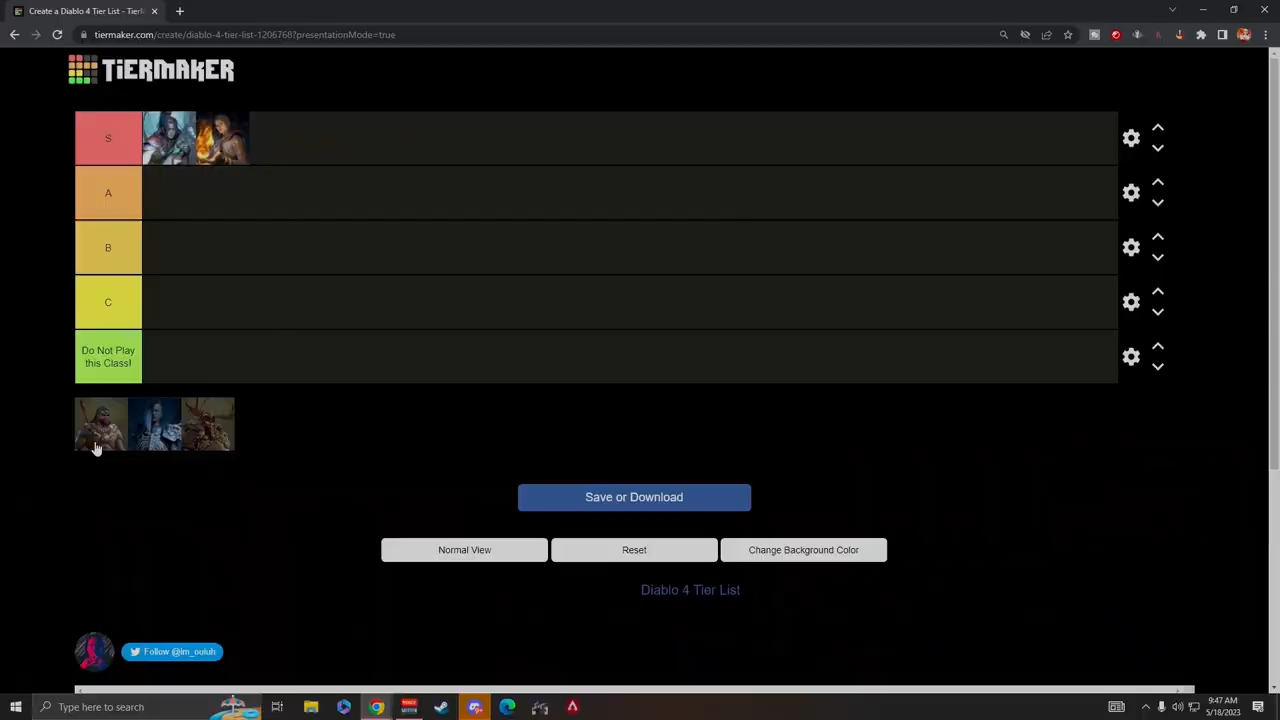 Create a Diablo 4 Tier List - TierM
tiermaker.com/create/diablo-4-tier-list-1206768?presentationMode=true
TiERMAKER
S
A
B
C
Do Not Play
this Class!
Save or Download
Normal View
Reset
Change Background Color
Diablo 4 Tier List
Follow @lm_ouiuh
Type here to search
9:47 AM
5/18/2023